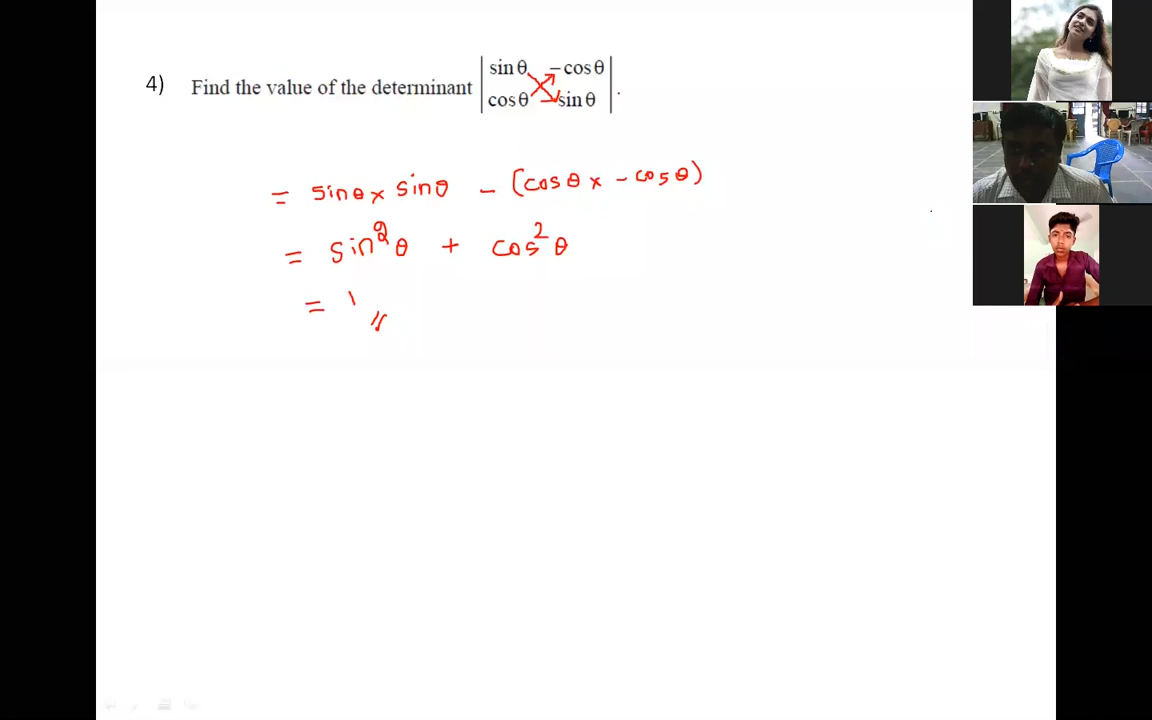 4) Find the value of the determinant | sin θ -cos θ |
| cos θ sin θ | .
= sinθ x sinθ - (cosθ x - cosθ)
= sin²θ + cos²θ
= 1 //